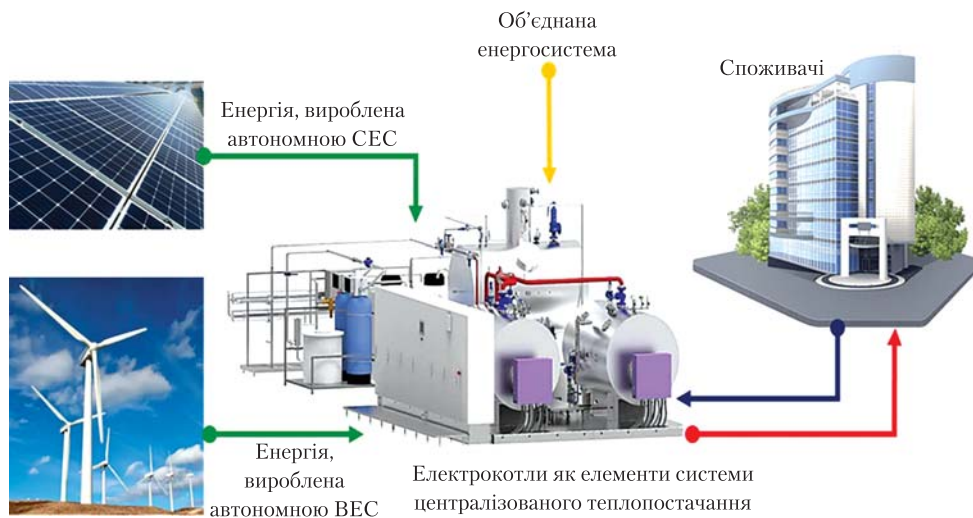 Об’єднана
енергосистема
Споживачі
Енергія, вироблена
автономною СЕС
Енергія,
вироблена
автономною ВЕС
Електрокотли як елементи системи
централізованого теплопостачання